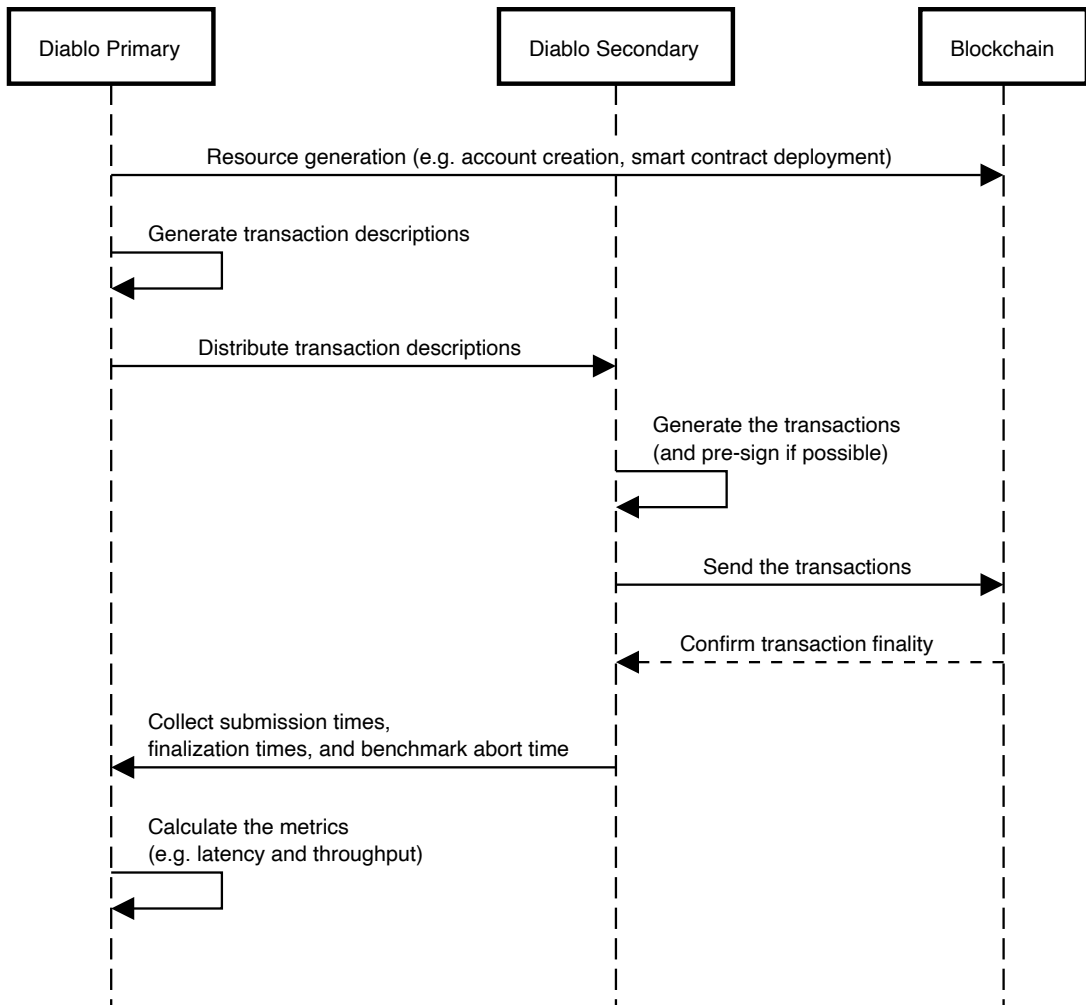 Diablo Primary
Diablo Secondary
Blockchain
Resource generation (e.g. account creation, smart contract deployment)
Generate transaction descriptions
Distribute transaction descriptions
Generate the transactions
(and pre-sign if possible)
Send the transactions
Confirm transaction finality
Collect submission times,
finalization times, and benchmark abort time
Calculate the metrics
(e.g. latency and throughput)